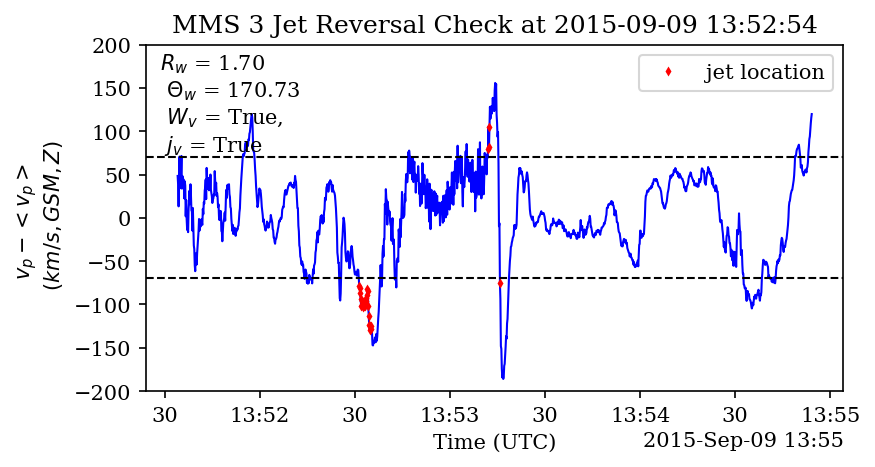 MMS 3 Jet Reversal Check at 2015-09-09 13:52:54
R_w = 1.70
Θ_w = 170.73
W_v = True,
j_v = True
jet location
200
150
100
50
0
−50
−100
−150
−200
v_p − < v_p >
(km/s, GSM, Z)
30 13:52 30 13:53 30 13:54 30 13:55
Time (UTC)
2015-Sep-09 13:55